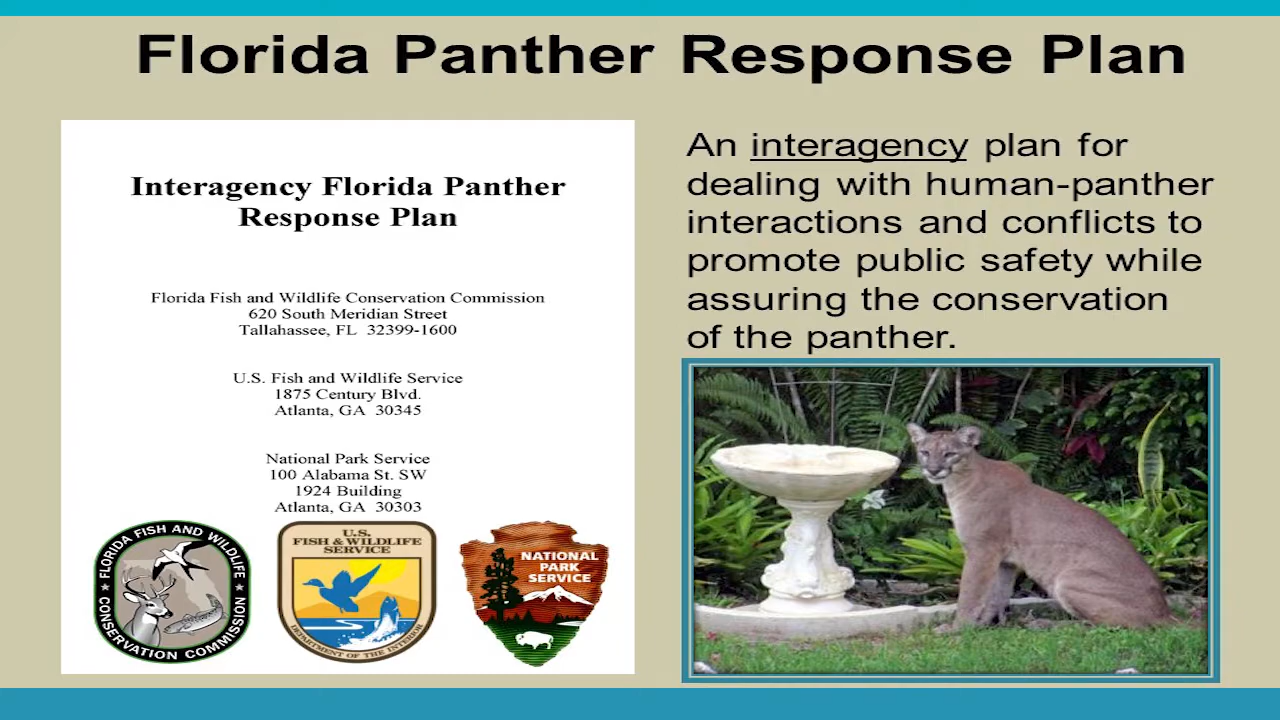 Florida Panther Response Plan
Interagency Florida Panther
Response Plan
Florida Fish and Wildlife Conservation Commission
620 South Meridian Street
Tallahassee, FL 32399-1600
U.S. Fish and Wildlife Service
1875 Century Blvd.
Atlanta, GA 30345
National Park Service
100 Alabama St. SW
1924 Building
Atlanta, GA 30303
FLORIDA FISH AND WILDLIFE
CONSERVATION COMMISSION
U.S.
FISH & WILDLIFE
SERVICE
DEPARTMENT OF THE INTERIOR
NATIONAL
PARK
SERVICE
An interagency plan for
dealing with human-panther
interactions and conflicts to
promote public safety while
assuring the conservation
of the panther.